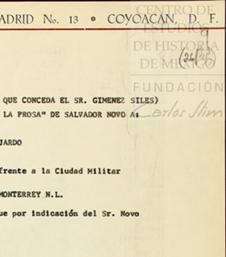 ADRID No. 13 • COYOACAN, D. F.
CENTRO DE
ESTUDIOS
DE HISTORIA
DE MEXICO
FUNDACIÓN
Carlos Slim
QUE CONCEDA EL SR. GIMENEZ SILES)
LA PROSA" DE SALVADOR NOVO A:
JARDO
frente a la Ciudad Militar
MONTERREY N.L.
ue por indicación del Sr. Novo